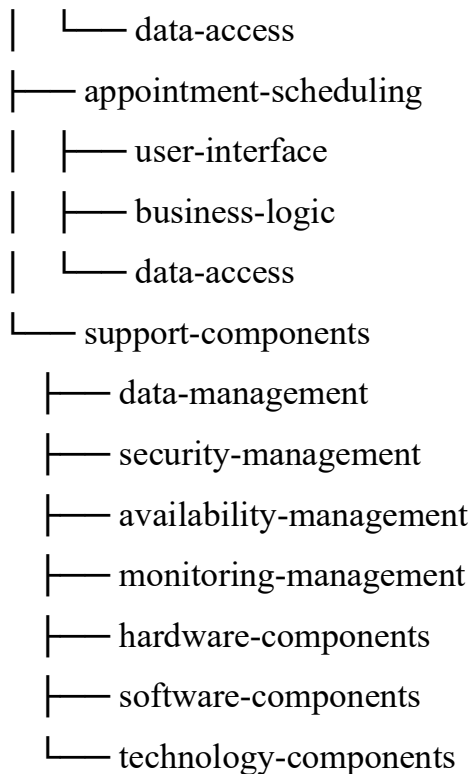 │   └── data-access
├── appointment-scheduling
│   ├── user-interface
│   ├── business-logic
│   └── data-access
└── support-components
    ├── data-management
    ├── security-management
    ├── availability-management
    ├── monitoring-management
    ├── hardware-components
    ├── software-components
    └── technology-components